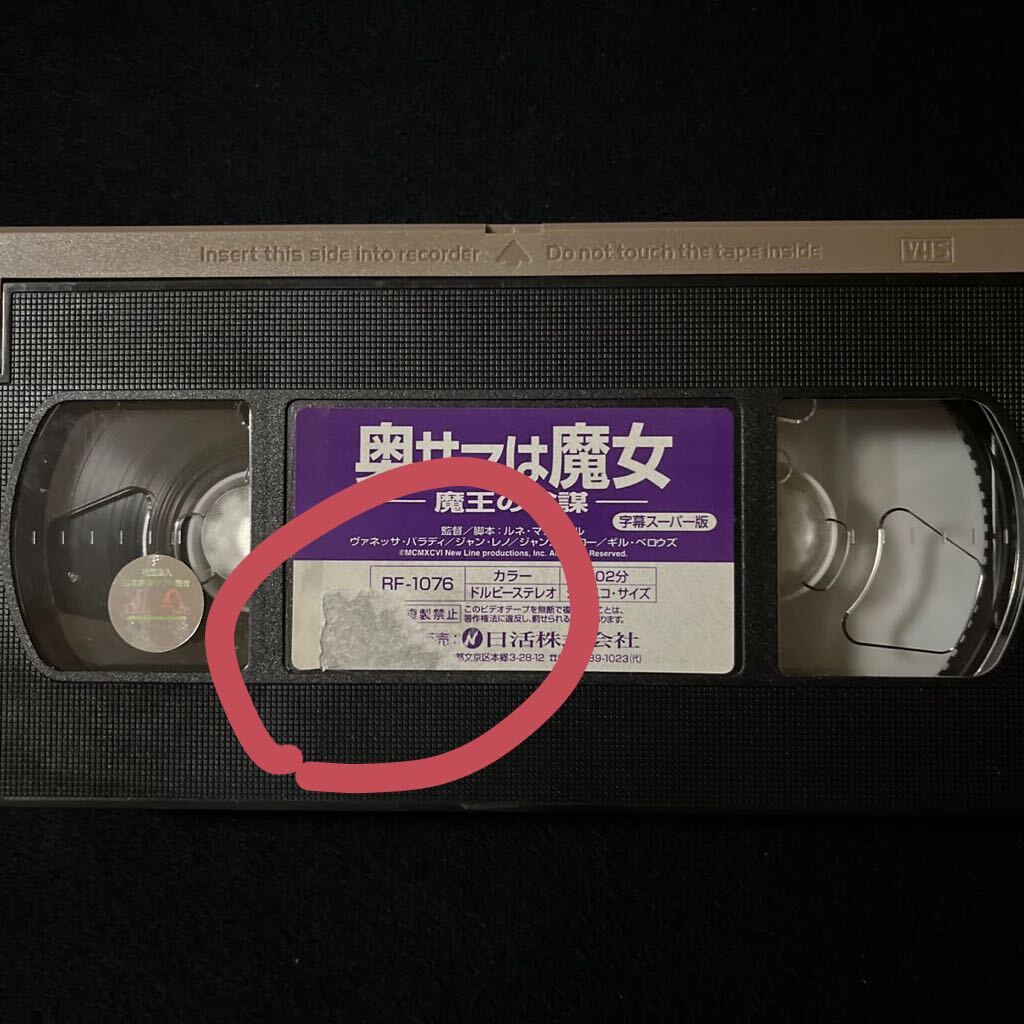 Insert this side into recorder Do not touch the tape inside VHS
奥サマは魔女
魔王の 謀
字幕スーパー版
監督/脚本:ルネ・マ ル
ヴァネッサ・パラディ/ジャン・レノ/ジャン ー/ギル・ベロウズ
©MCMXCVI New Line productions, Inc. Reserved.
RF-1076 カラー 02分
ドルビーステレオ コ・サイズ
複製禁止 このビデオテープを無断で複 ことは、
著作権法に違反し、罰せられる ります。
売: 日活株式会社
都文京区本郷3-28-12 89-1023(代)
社団法人